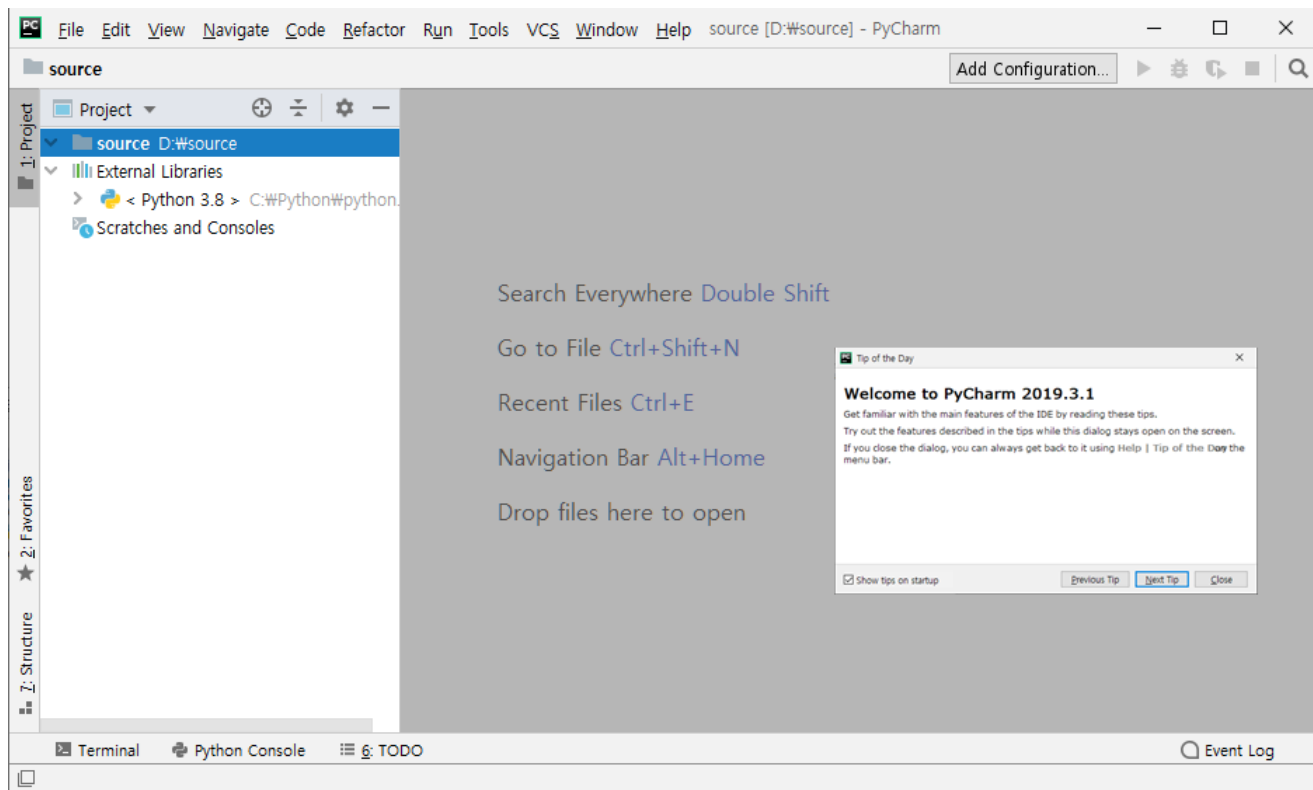 PC File Edit View Navigate Code Refactor Run Tools VCS Window Help source [D:₩source] - PyCharm
source
Add Configuration...
1: Project
Project
source D:₩source
External Libraries
< Python 3.8 > C:₩Python₩python.
Scratches and Consoles
Search Everywhere Double Shift
Go to File Ctrl+Shift+N
Recent Files Ctrl+E
Navigation Bar Alt+Home
Drop files here to open
PC Tip of the Day
Welcome to PyCharm 2019.3.1
Get familiar with the main features of the IDE by reading these tips.
Try out the features described in the tips while this dialog stays open on the screen.
If you close the dialog, you can always get back to it using Help | Tip of the the
menu bar.
Show tips on startup
Previous Tip
Next Tip
Close
2: Favorites
7: Structure
Terminal
Python Console
6: TODO
Event Log